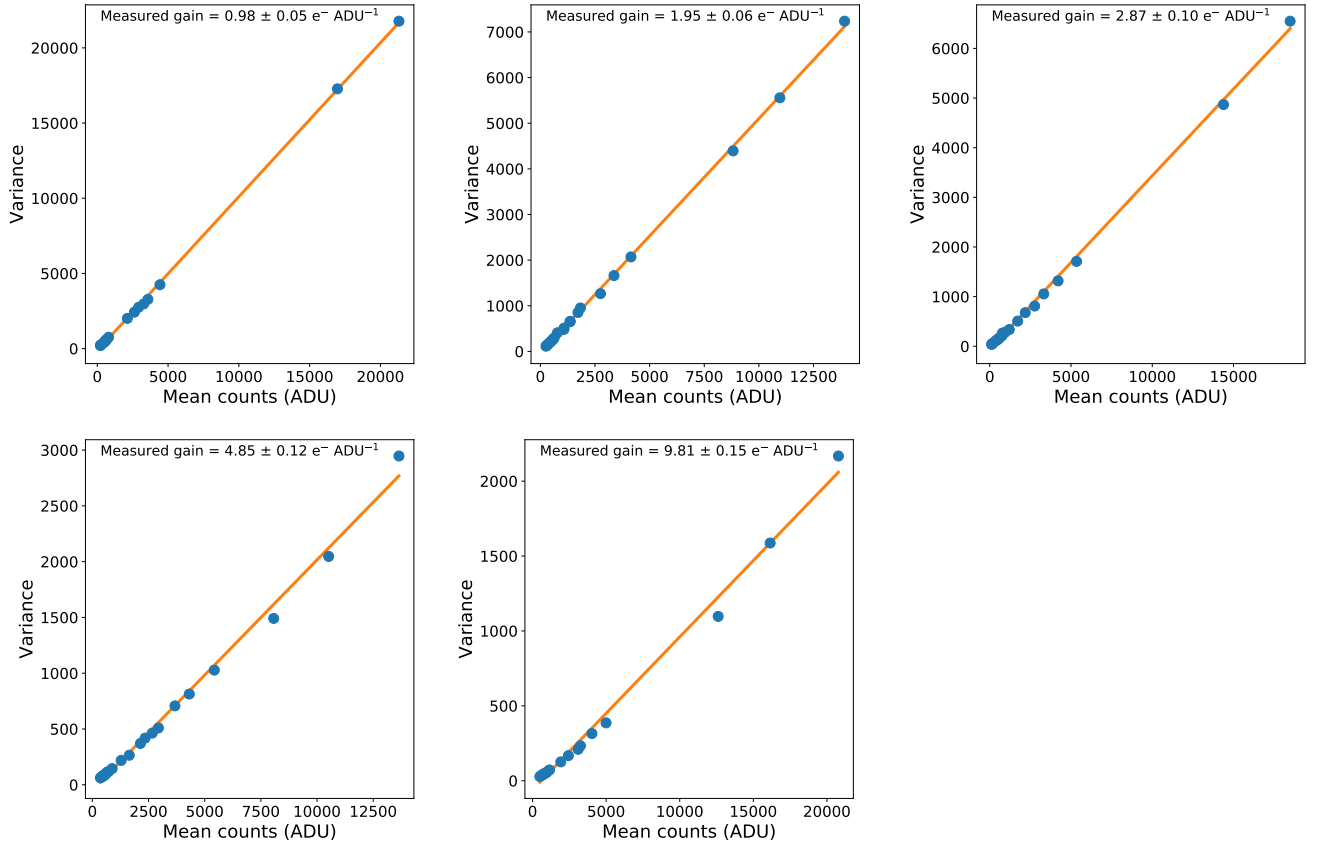 Measured gain = 0.98 ± 0.05 e⁻ ADU⁻¹
20000
15000
10000
5000
0
Variance
0 5000 10000 15000 20000
Mean counts (ADU)
Measured gain = 1.95 ± 0.06 e⁻ ADU⁻¹
7000
6000
5000
4000
3000
2000
1000
0
Variance
0 2500 5000 7500 10000 12500
Mean counts (ADU)
Measured gain = 2.87 ± 0.10 e⁻ ADU⁻¹
6000
5000
4000
3000
2000
1000
0
Variance
0 5000 10000 15000
Mean counts (ADU)
Measured gain = 4.85 ± 0.12 e⁻ ADU⁻¹
3000
2500
2000
1500
1000
500
0
Variance
0 2500 5000 7500 10000 12500
Mean counts (ADU)
Measured gain = 9.81 ± 0.15 e⁻ ADU⁻¹
2000
1500
1000
500
0
Variance
0 5000 10000 15000 20000
Mean counts (ADU)